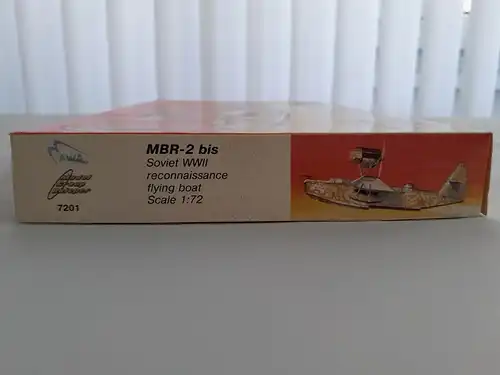 MBR-2 bis
Soviet WWII
reconnaissance
flying boat
Scale 1:72
7201